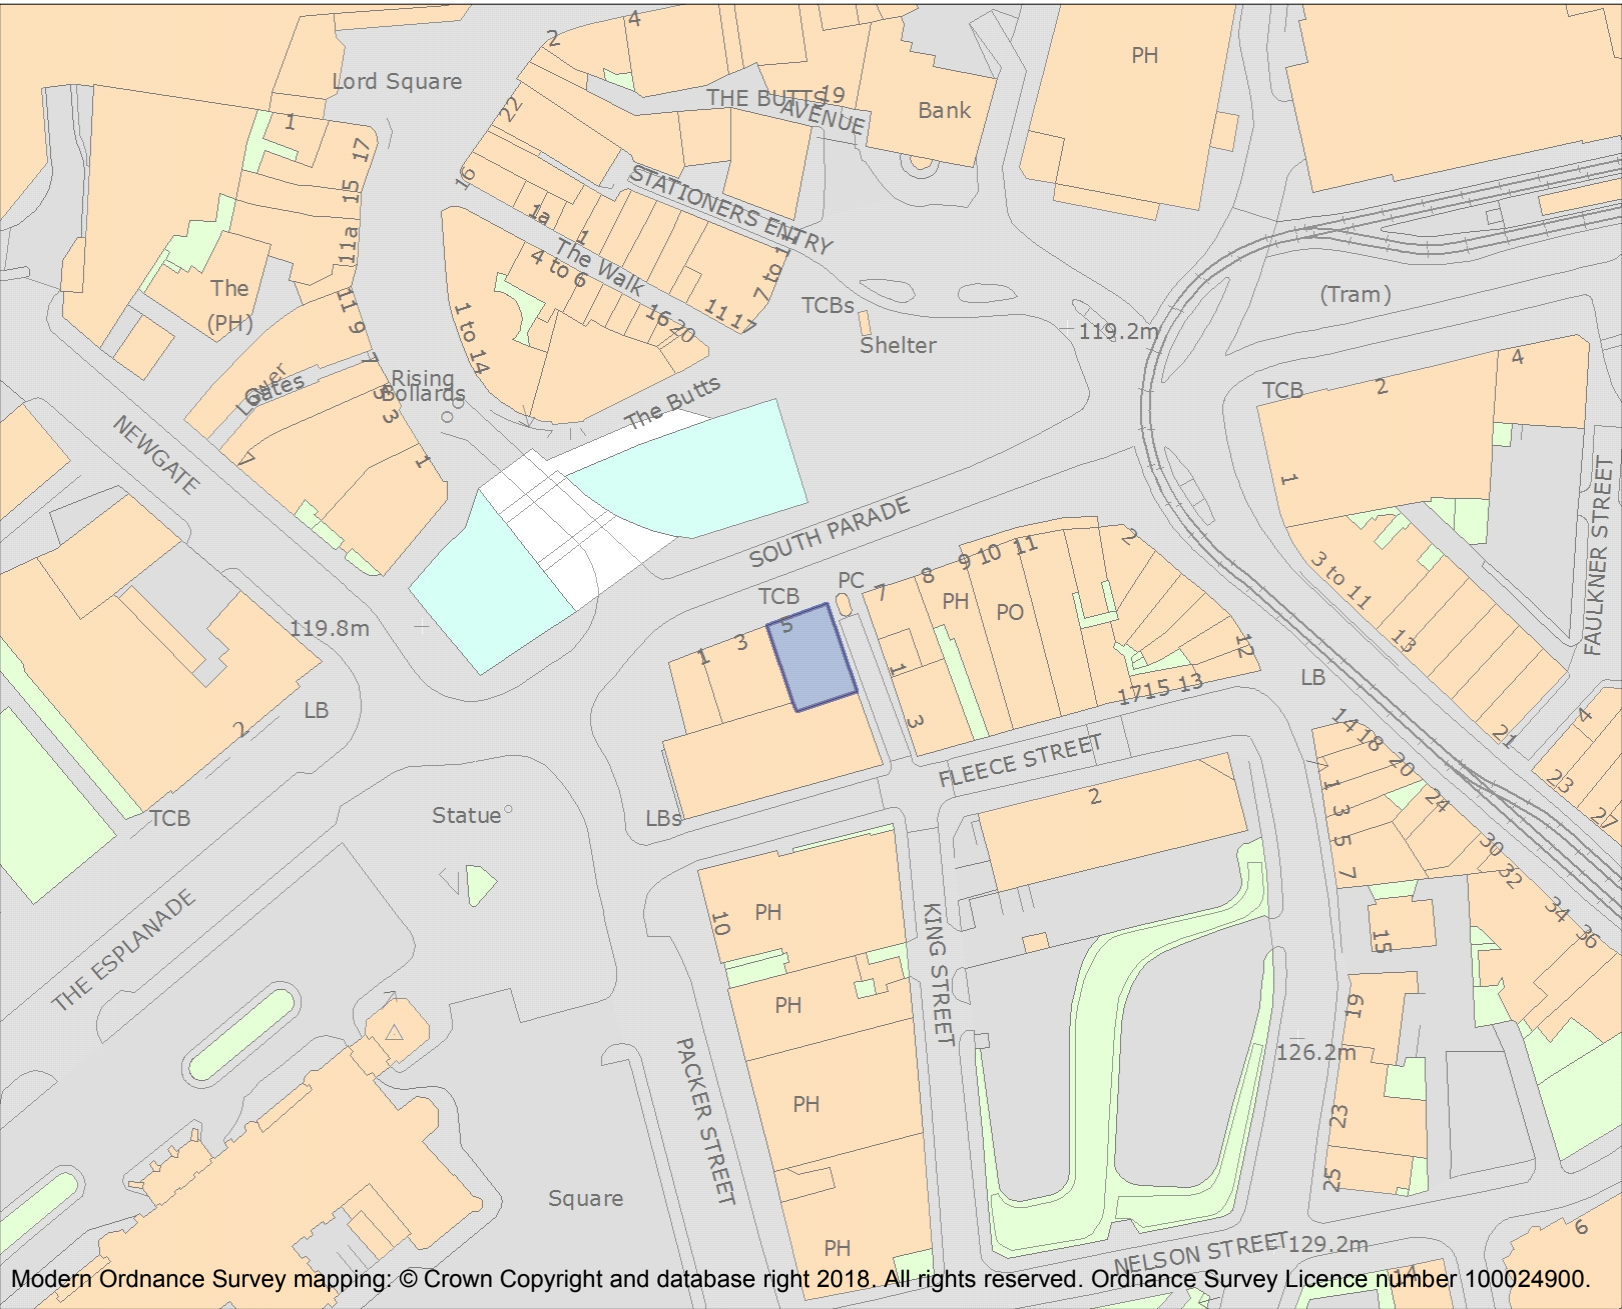 4
2
PH
Lord Square
THE BUTTS
19
AVENUE
Bank
22
1
17
15
16
STATIONERS ENTRY
1a
1
11a
The Walk
4 to 6
7 to 1
The
(PH)
TCBs
(Tram)
11
9
1 to 14
16
20
11
17
119.2m
Shelter
7
5
3
1
Gates
Rising
Bollards
The Butts
TCB
2
4
NEWGATE
7
1
FAULKNER STREET
SOUTH PARADE
9
10
11
2
3 to 11
PC
7
8
PH
PO
TCB
5
3
1
119.8m
13
12
1
3
17
15
13
LB
LB
2
14
18
20
21
4
23
27
FLEECE STREET
2
24
30
32
34
36
1
3
5
7
TCB
Statue
LBs
THE ESPLANADE
10
PH
KING STREET
15
PH
19
126.2m
PACKER STREET
PH
23
25
Square
PH
NELSON STREET
129.2m
6
14
Modern Ordnance Survey mapping: © Crown Copyright and database right 2018. All rights reserved. Ordnance Survey Licence number 100024900.